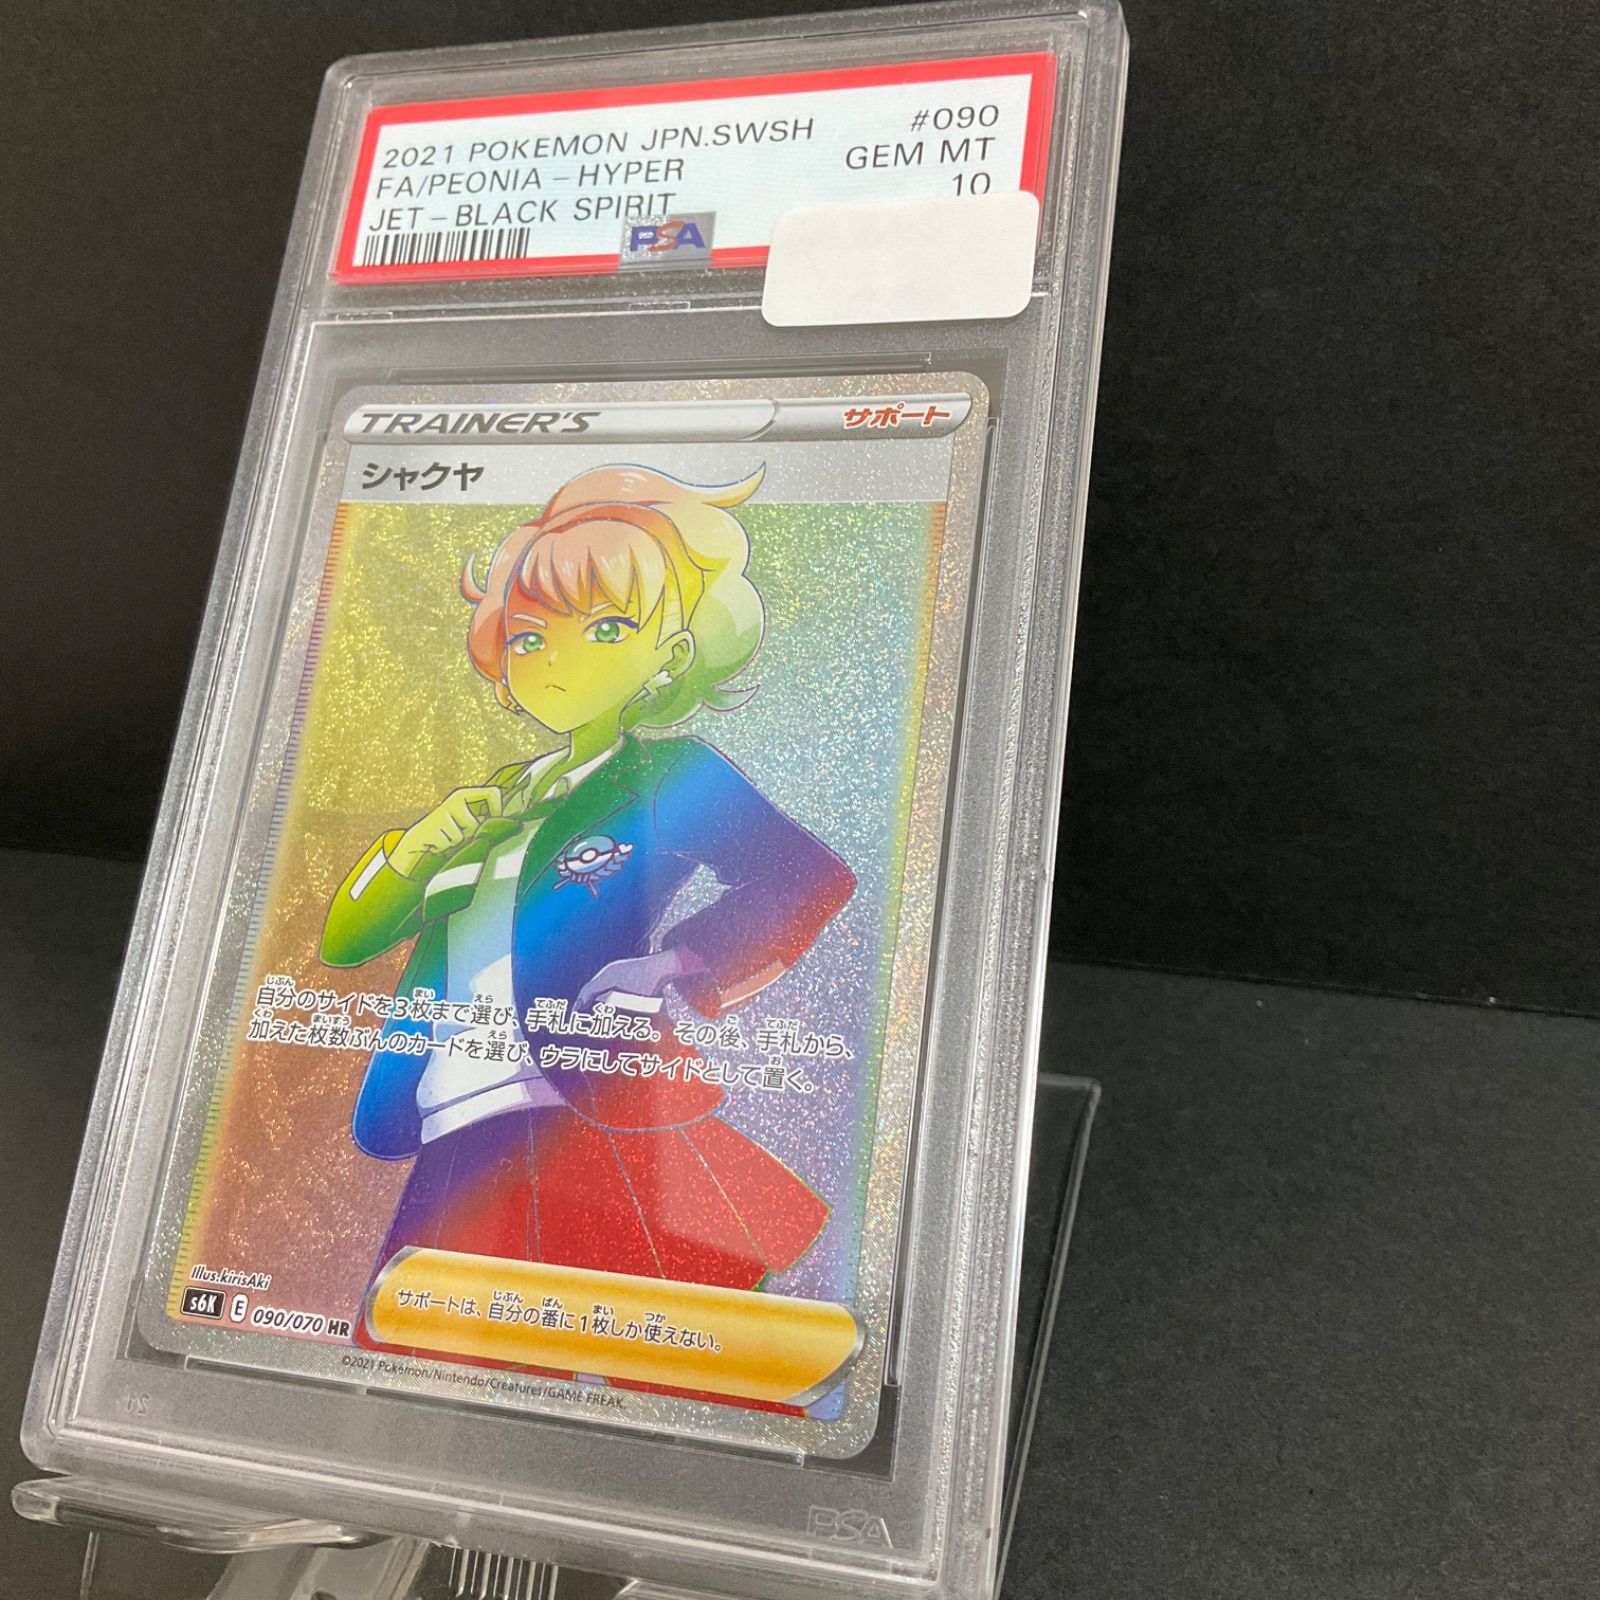 2021 POKEMON JPN.SWSH #090
FA/PEONIA-HYPER GEM MT
JET-BLACK SPIRIT 10
PSA
TRAINER'S サポート
シャクヤ
自分のサイドを3枚まで選び、手札に加える。その後、手札から、
加えた枚数ぶんのカードを選び、ウラにしてサイドとして置く。
Illus.kirisAki
s6K E 090/070 HR
サポートは、自分の番に1枚しか使えない。
©2021 Pokémon/Nintendo/Creatures/GAME FREAK.
PSA